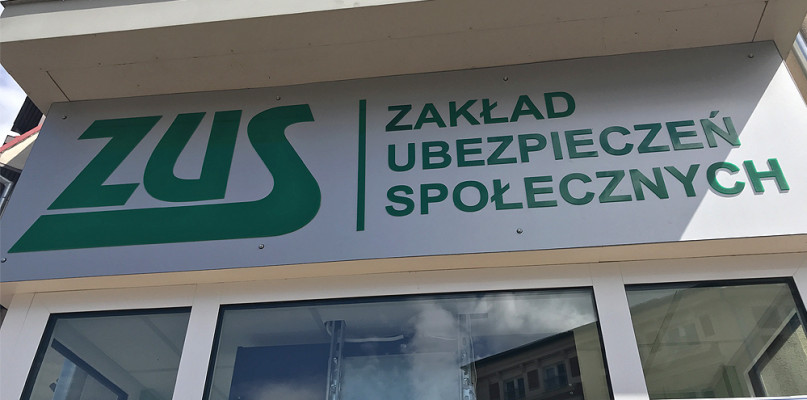 ZUS
ZAKŁAD
UBEZPIECZEŃ
SPOŁECZNYCH